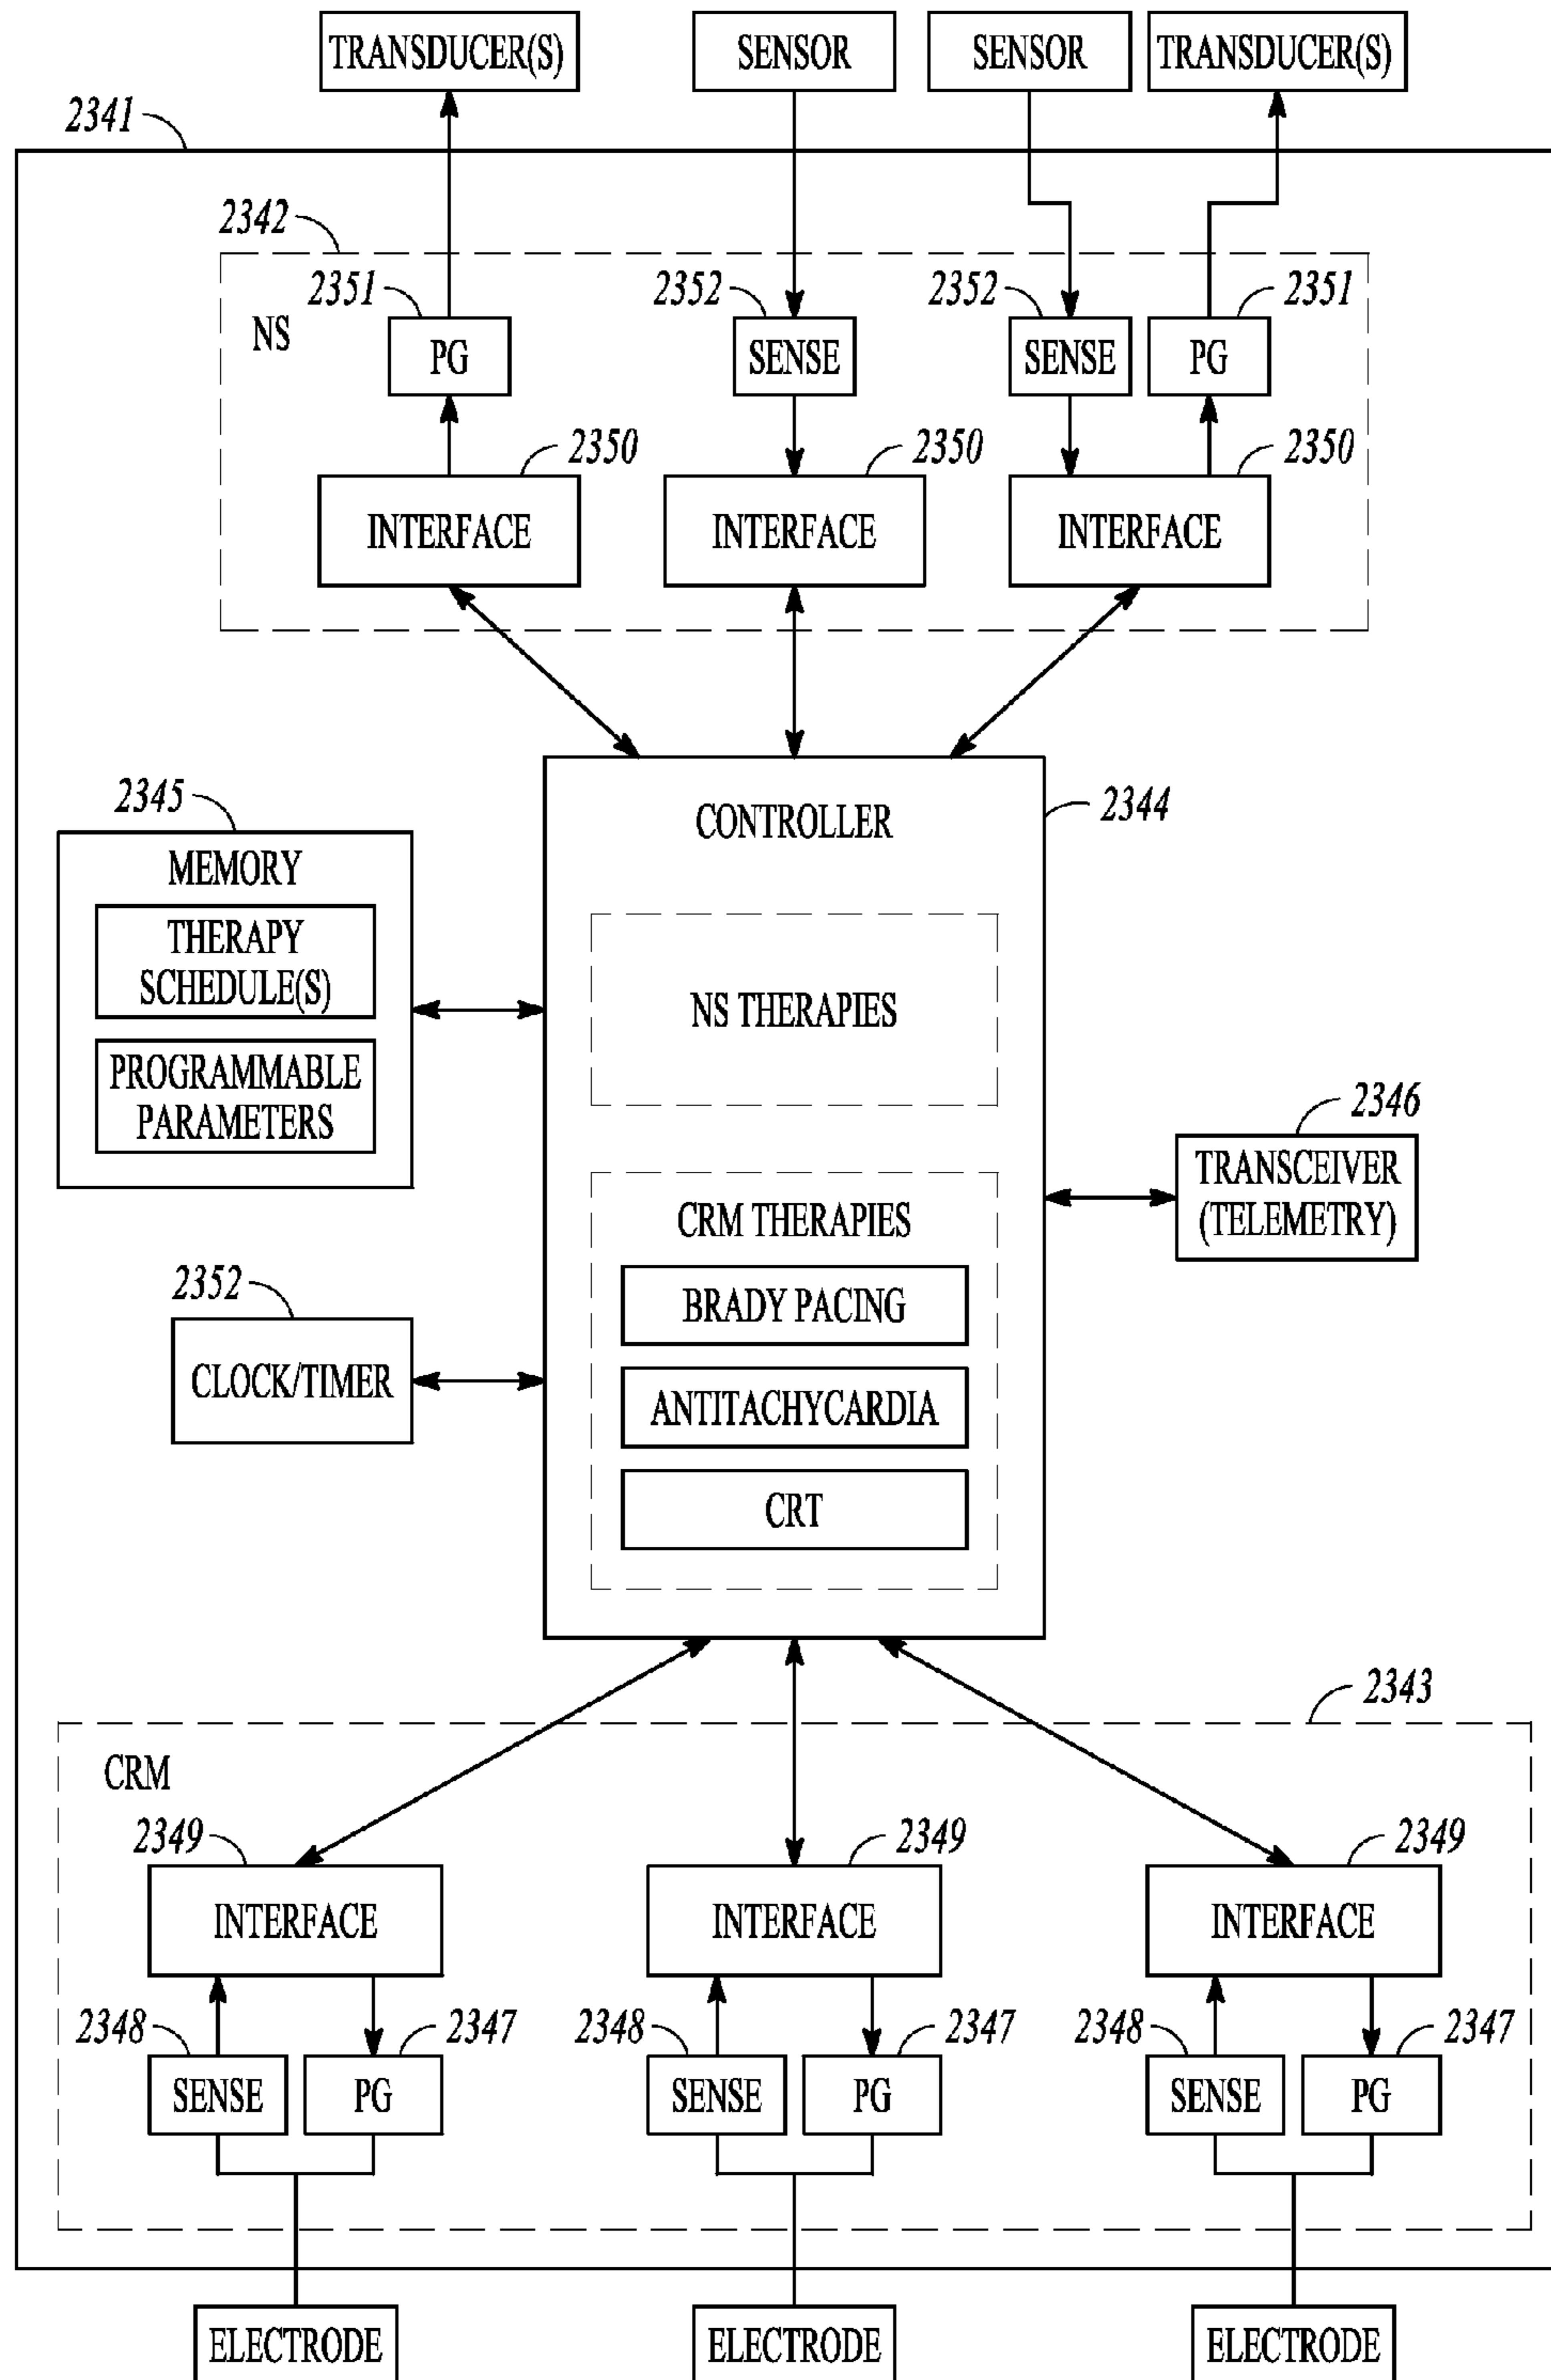 TRANSDUCER(S)
SENSOR
SENSOR
TRANSDUCER(S)
2341
2342
NS
2351
2352
2352
2351
PG
SENSE
SENSE
PG
2350
2350
2350
INTERFACE
INTERFACE
INTERFACE
2345
MEMORY
THERAPY
SCHEDULE(S)
PROGRAMMABLE
PARAMETERS
CONTROLLER
2344
NS THERAPIES
CRM THERAPIES
BRADY PACING
ANTITACHYCARDIA
CRT
2346
TRANSCEIVER
(TELEMETRY)
2352
CLOCK/TIMER
2343
CRM
2349
2349
2349
INTERFACE
INTERFACE
INTERFACE
2348
2347
2348
2347
2348
2347
SENSE
PG
SENSE
PG
SENSE
PG
ELECTRODE
ELECTRODE
ELECTRODE